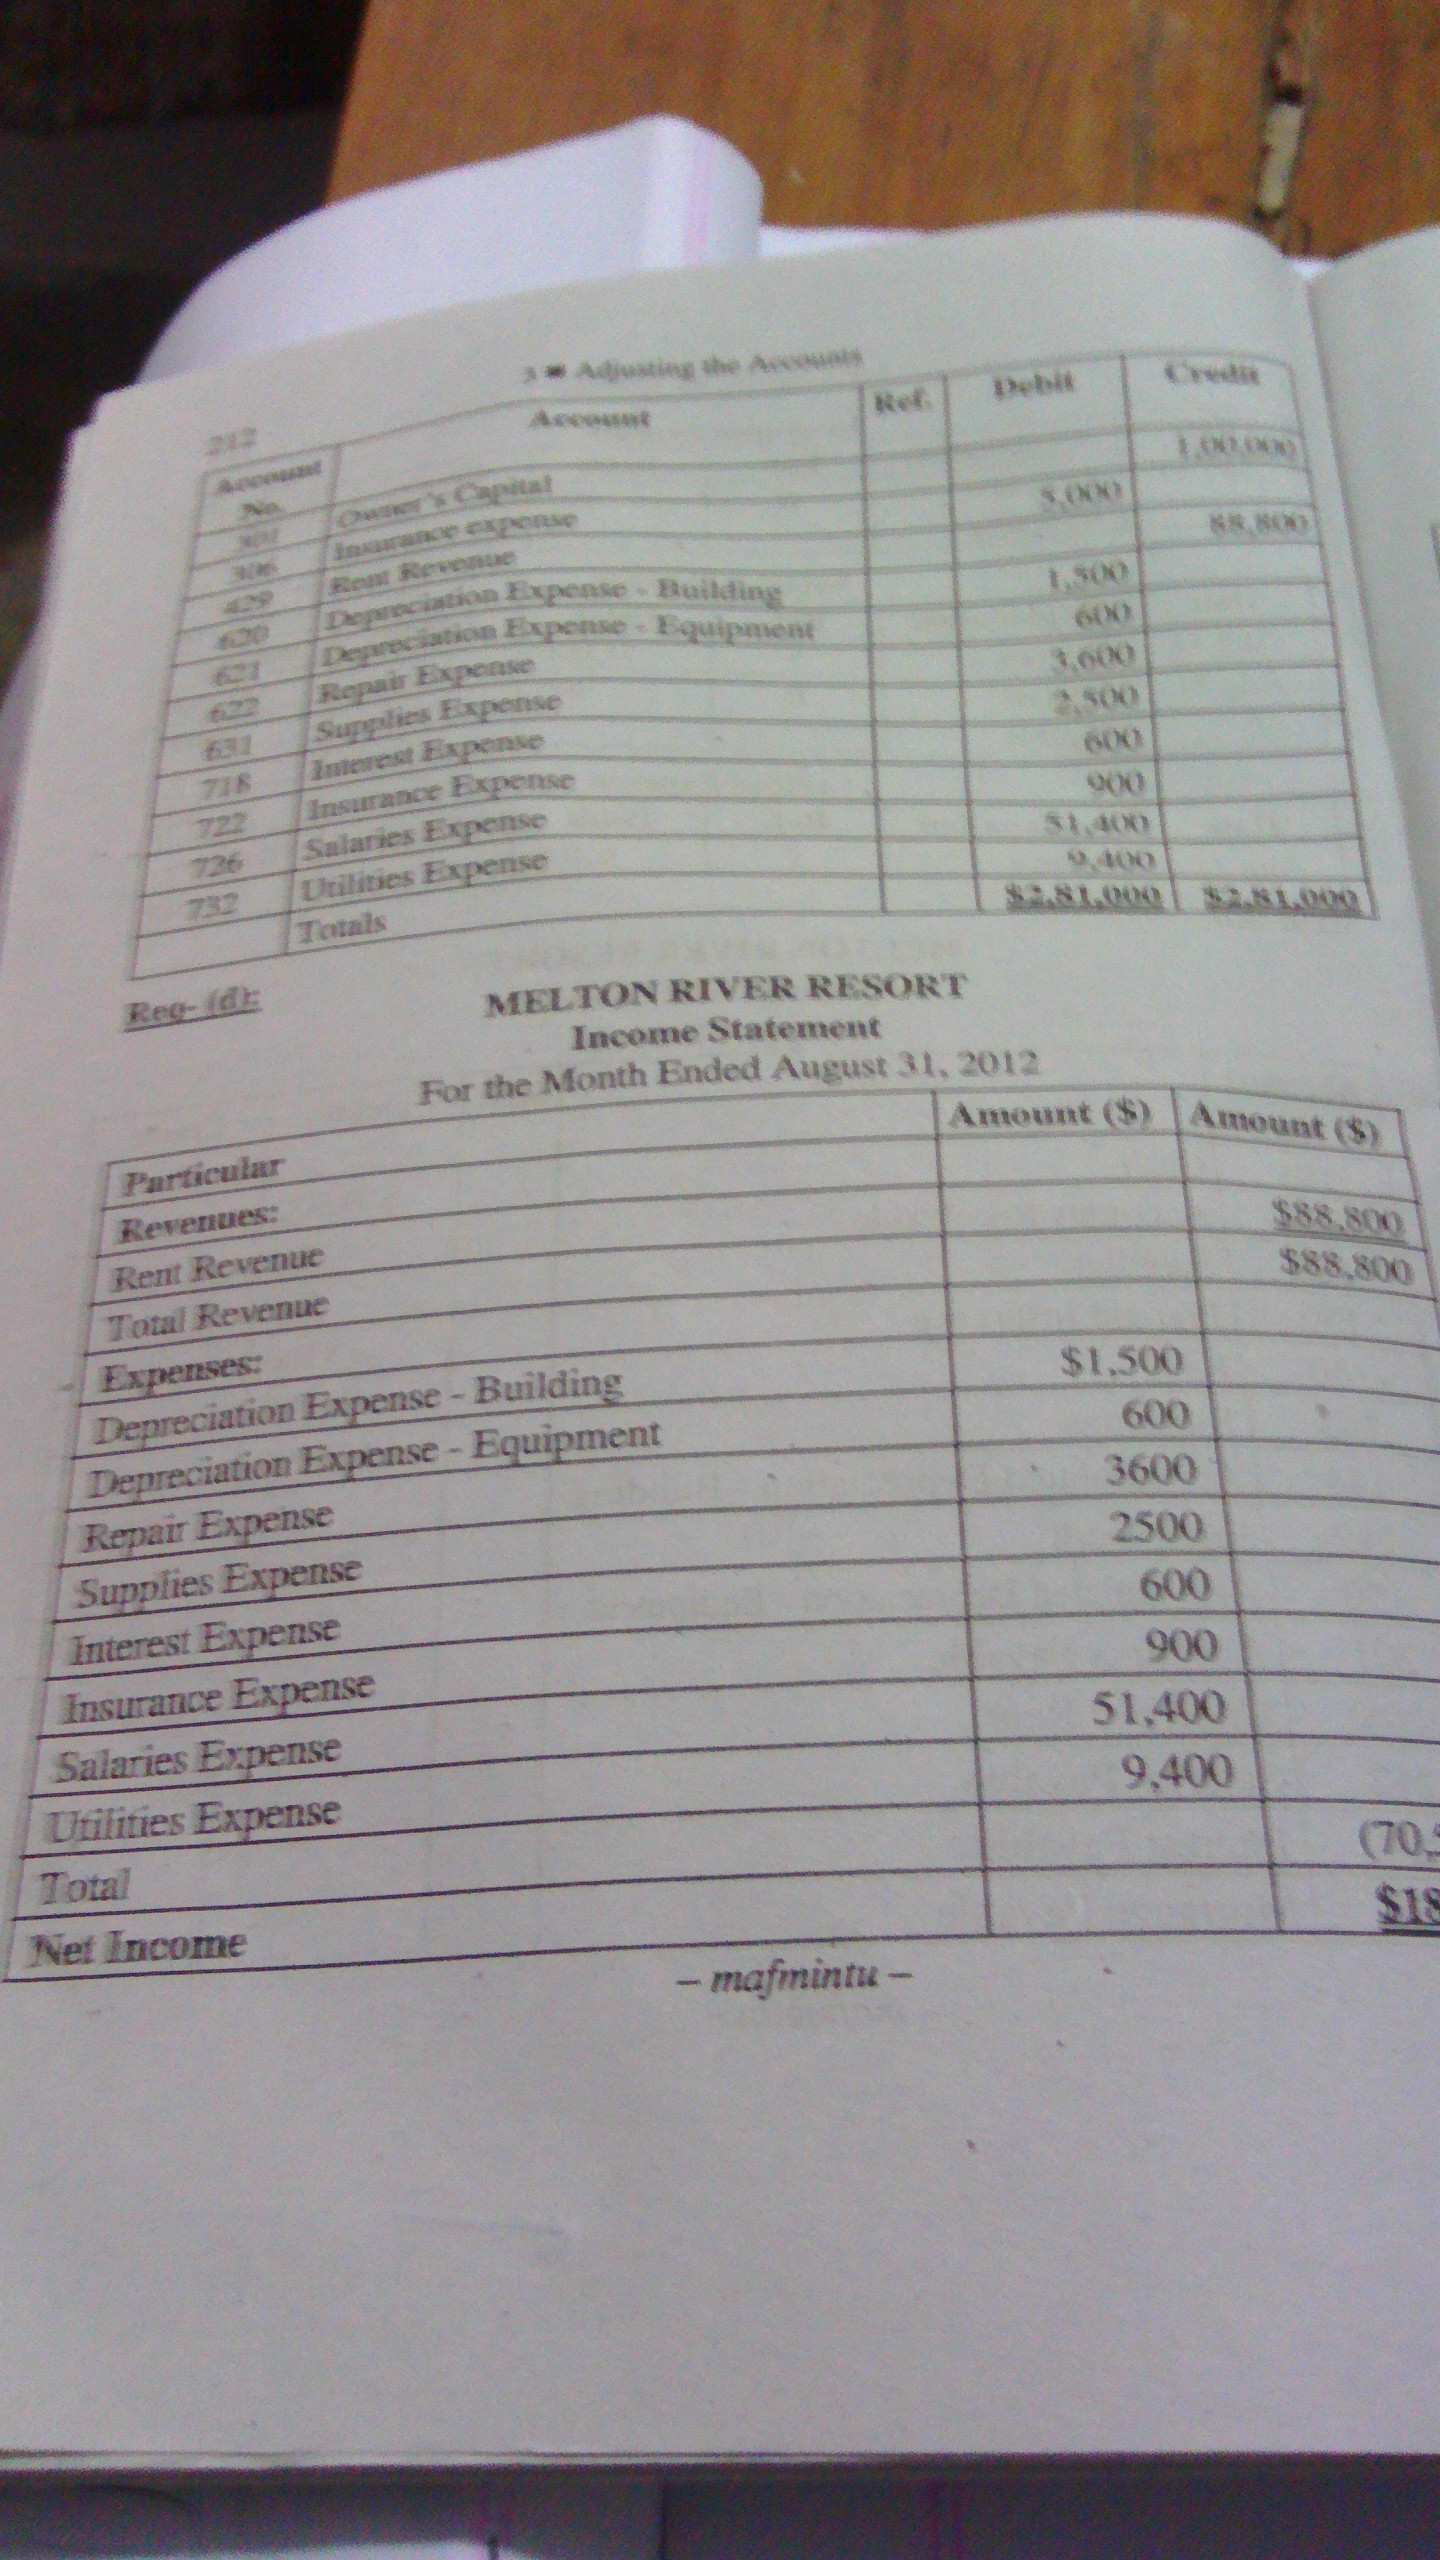 3 ■ Adjusting the Accounts
212
Account No. Account Ref. Debit Credit
301 Owner's Capital 1,00,000
306 Insurance expense 5,000
429 Rent Revenue 88,800
620 Depreciation Expense - Building 1,500
621 Depreciation Expense - Equipment 600
622 Repair Expense 3,600
631 Supplies Expense 2,500
718 Interest Expense 600
722 Insurance Expense 900
726 Salaries Expense 51,400
732 Utilities Expense 9,400
Totals $2,81,000 $2,81,000
Req- (d):
MELTON RIVER RESORT
Income Statement
For the Month Ended August 31, 2012
Particular Amount ($) Amount ($)
Revenues:
Rent Revenue $88,800
Total Revenue $88,800
Expenses:
Depreciation Expense - Building $1,500
Depreciation Expense - Equipment 600
Repair Expense 3600
Supplies Expense 2500
Interest Expense 600
Insurance Expense 900
Salaries Expense 51,400
Utilities Expense 9,400
Total (70,
Net Income $18
– mafmintu –